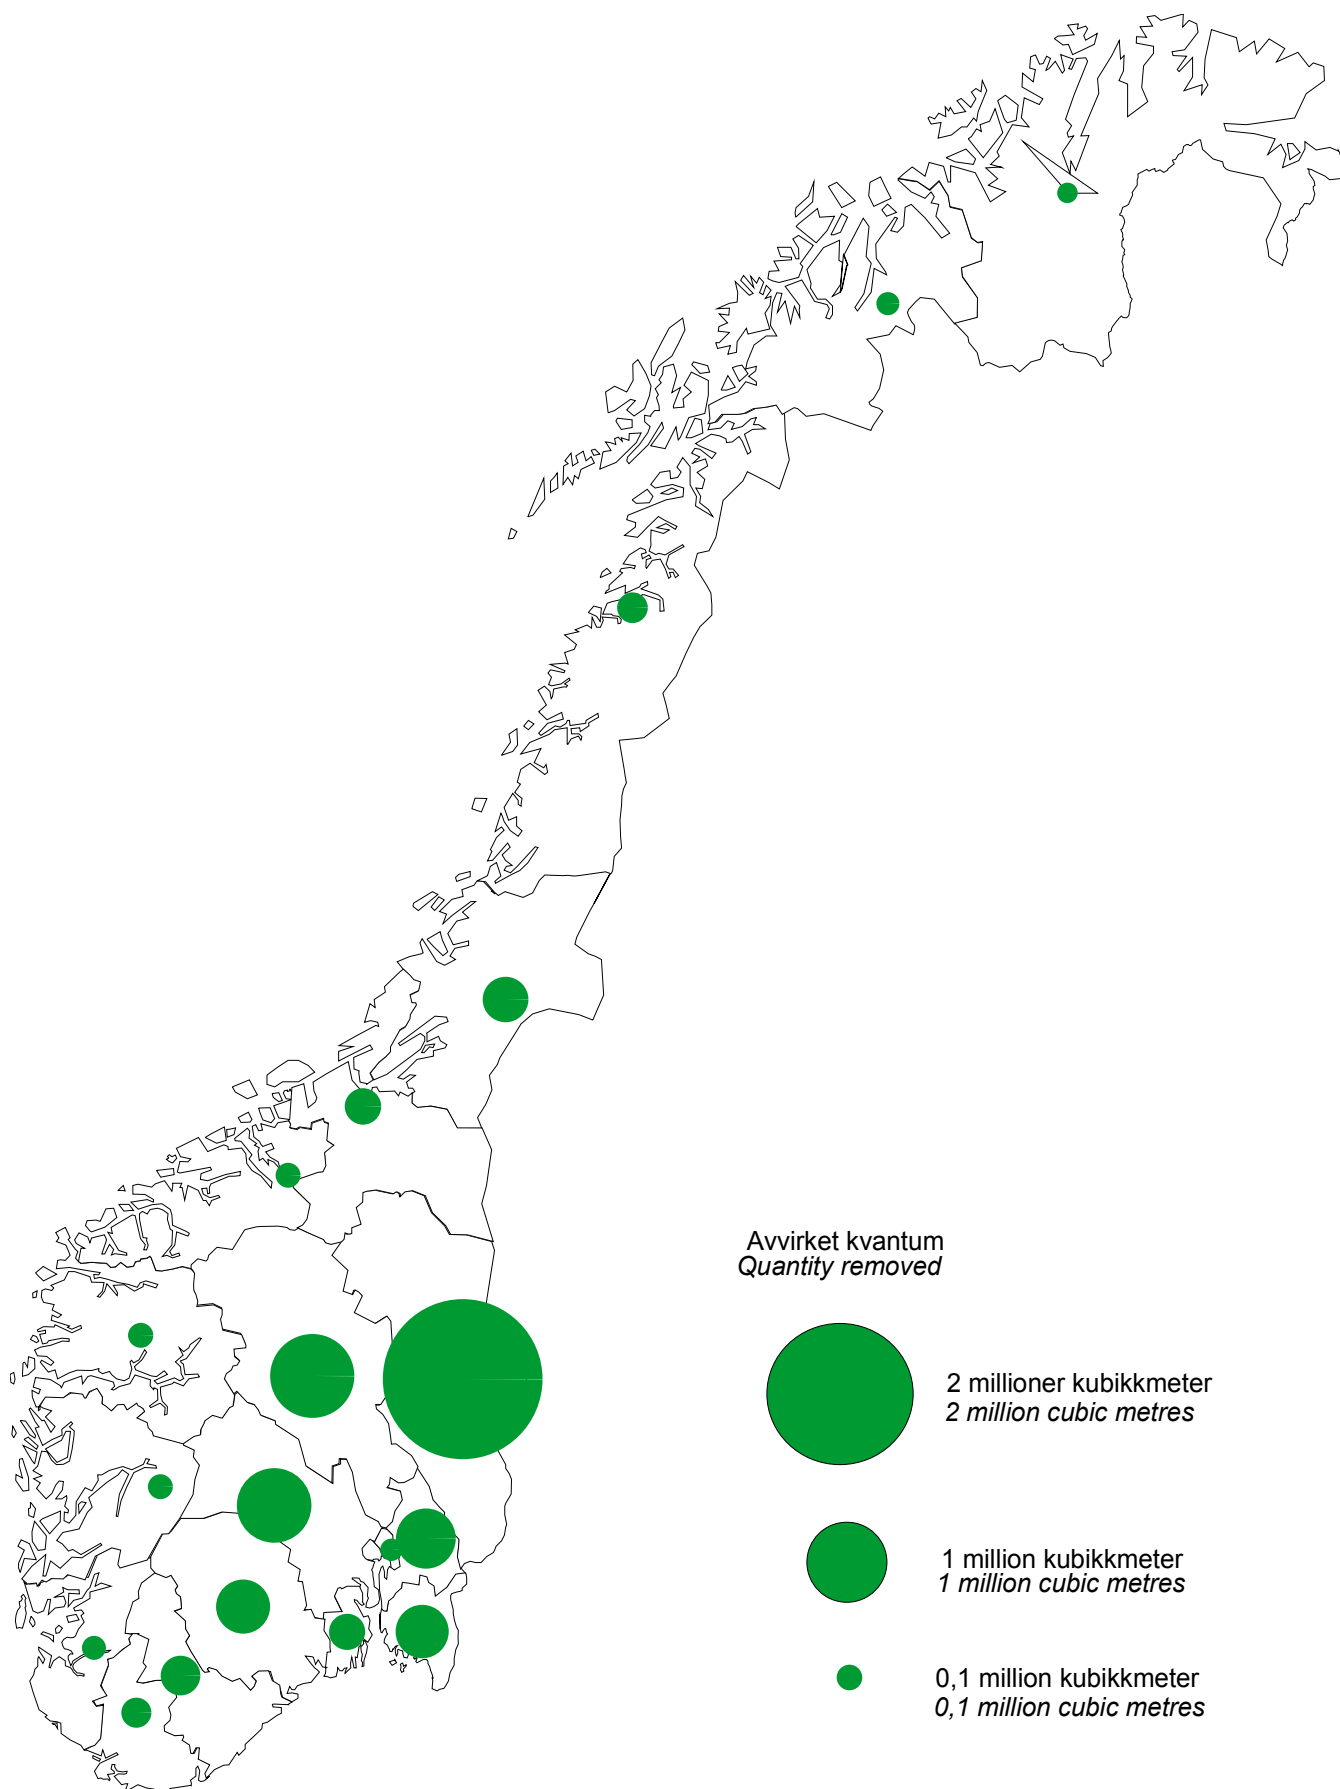 Avvirket kvantum
Quantity removed
2 millioner kubikkmeter
2 million cubic metres
1 million kubikkmeter
1 million cubic metres
0,1 million kubikkmeter
0,1 million cubic metres